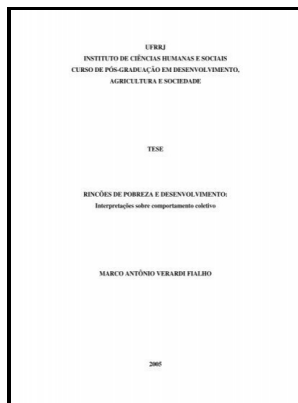 UFRRJ
INSTITUTO DE CIÊNCIAS HUMANAS E SOCIAIS
CURSO DE PÓS-GRADUAÇÃO EM DESENVOLVIMENTO,
AGRICULTURA E SOCIEDADE
TESE
RINCÕES DE POBREZA E DESENVOLVIMENTO:
Interpretações sobre comportamento coletivo
MARCO ANTÔNIO VERARDI FIALHO
2005